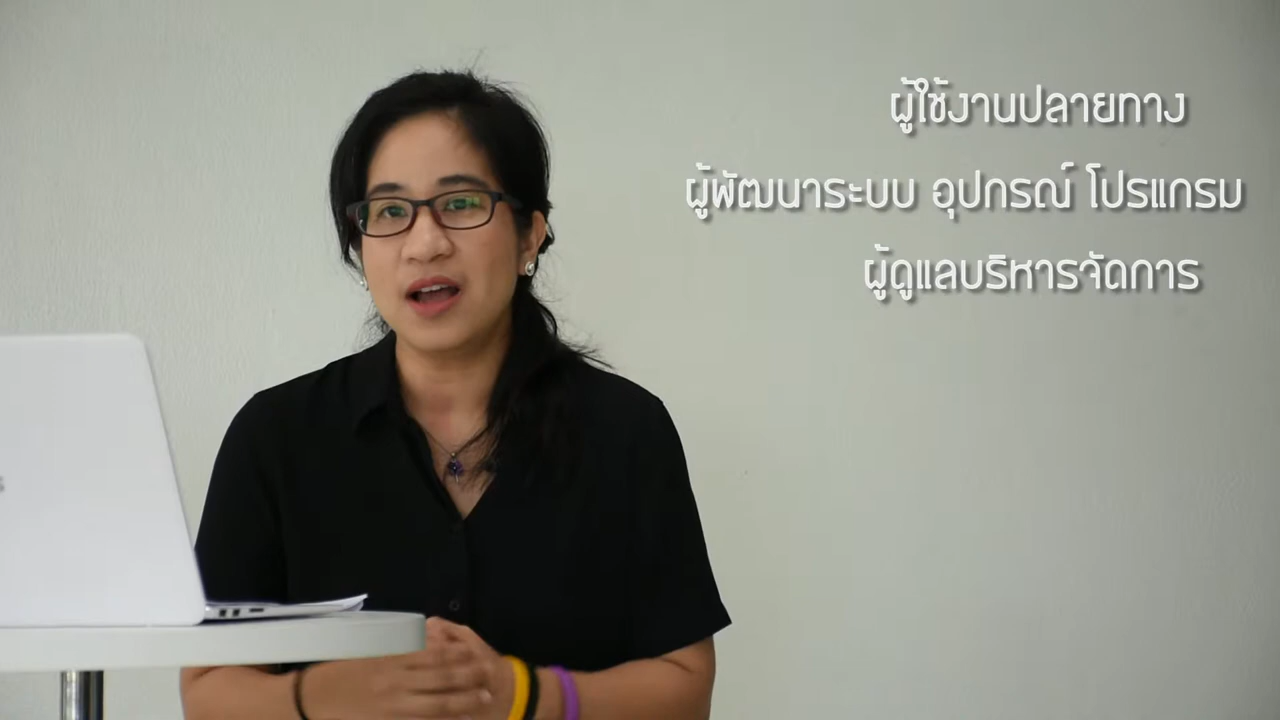 ผู้ใช้งานปลายทาง
ผู้พัฒนาระบบ อุปกรณ์ โปรแกรม
ผู้ดูแลบริหารจัดการ